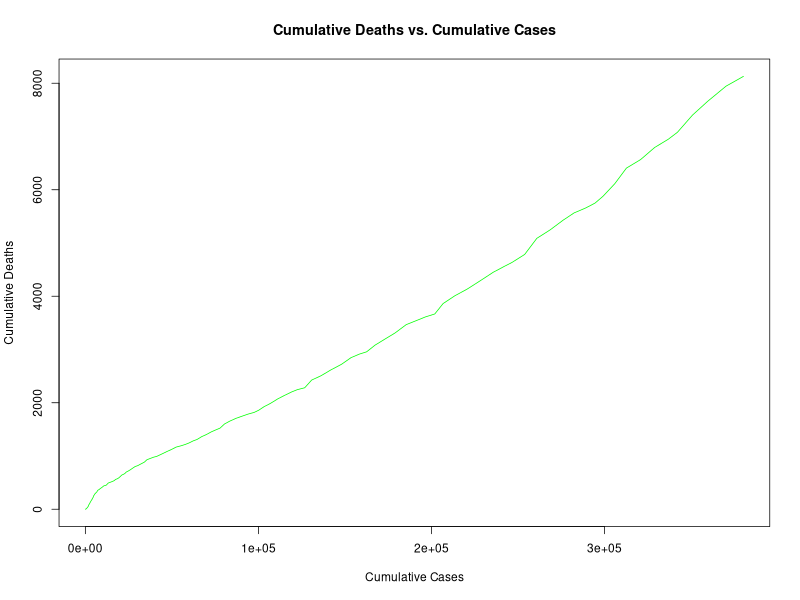 Cumulative Deaths vs. Cumulative Cases
Cumulative Deaths
8000
6000
4000
2000
0
0e+00 1e+05 2e+05 3e+05
Cumulative Cases